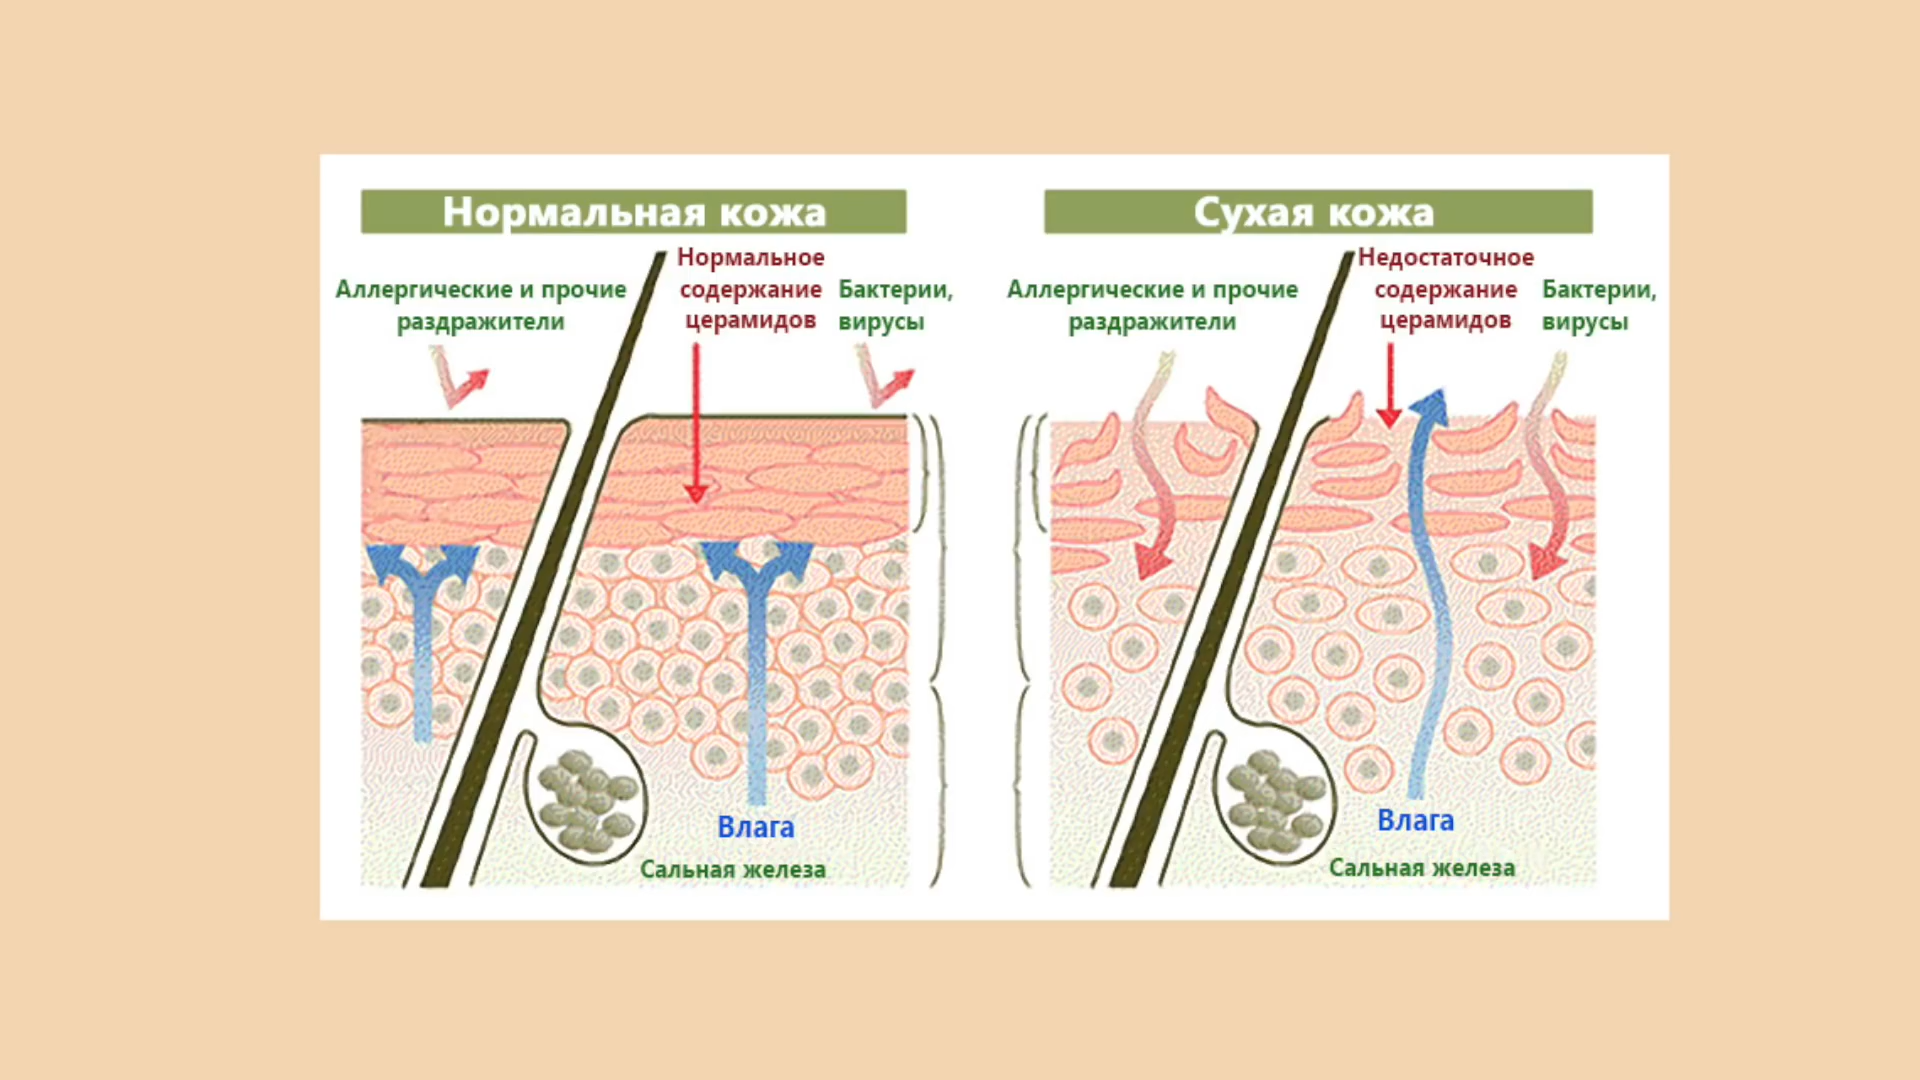 Нормальная кожа
Аллергические и прочие
раздражители
Нормальное
содержание
церамидов
Бактерии,
вирусы
Влага
Сальная железа
Сухая кожа
Аллергические и прочие
раздражители
Недостаточное
содержание
церамидов
Бактерии,
вирусы
Влага
Сальная железа